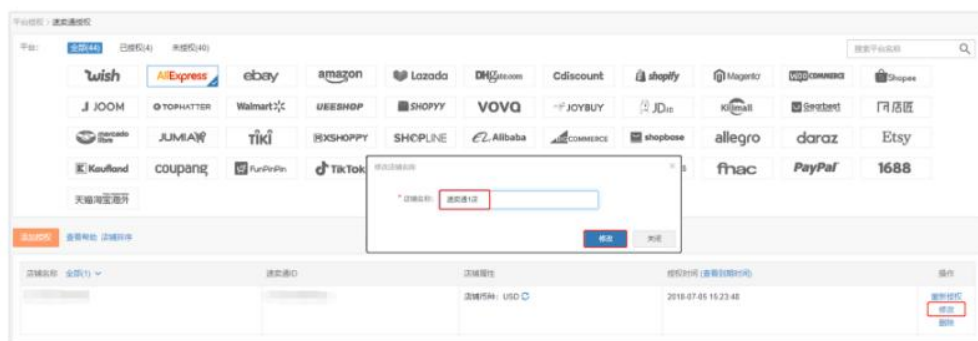 平台授权 / 速卖通授权
平台: 全部(44) 已授权(4) 未授权(40) 搜索平台名称
wish AliExpress ebay amazon Lazada DHgate.com Cdiscount shopify Magento WOOCOMMERCE Shopee
JOOM TOPHATTER Walmart UEESHOP SHOPYY VOVO JOYBUY JD Kilimall Gearbest 店匠
mercado libre JUMIA TIKI XSHOPPY SHOPLINE Alibaba COMMERCE shopbase allegro daraz Etsy
Kaufland coupang FunPinPin TikTok fnac PayPal 1688
天猫淘宝海外
修改店铺名称 ×
* 店铺名称: 速卖通1店
修改 关闭
添加授权 查看帮助 店铺排序
店铺名称 全部(1) 速卖通ID 店铺属性 授权时间 (查看到期时间) 操作
店铺币种: USD 2018-07-05 15:23:48 重新授权
修改
删除